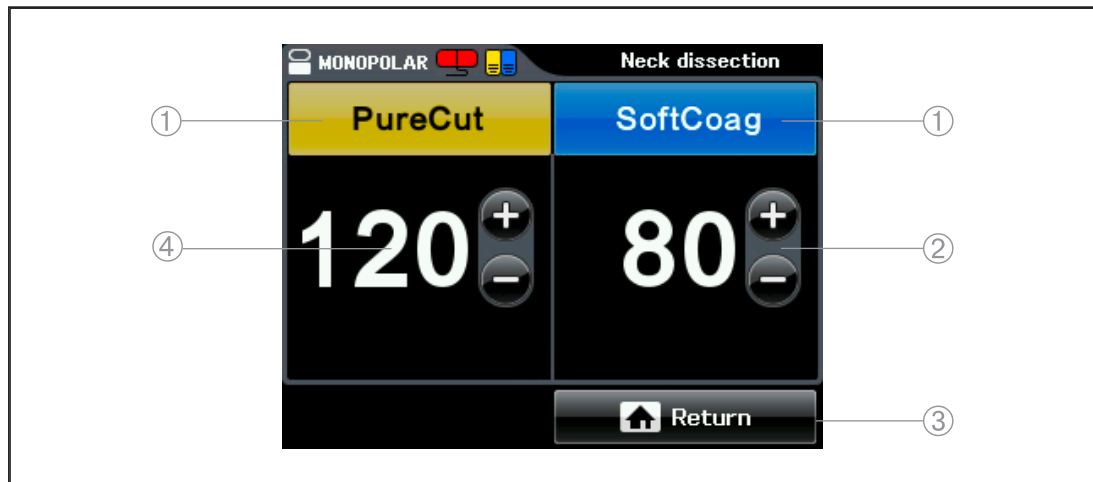 MONOPOLAR Neck dissection
① PureCut SoftCoag ①
④ 120 + 80 + ②
− −
Return ③